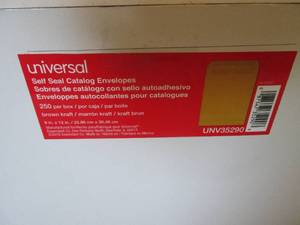 universal
Self Seal Catalog Envelopes
Sobres de catálogo con sello autoadhesivo
Enveloppes autocollantes pour catalogues
250 per box / por caja / par boîte
brown kraft / marrón kraft / kraft brun
9 in. x 12 in. / 22.86 cm x 30.48 cm
UNV35290